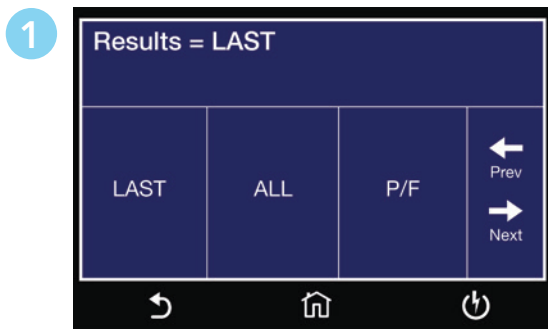 1
Results = LAST
LAST ALL P/F
Prev
Next